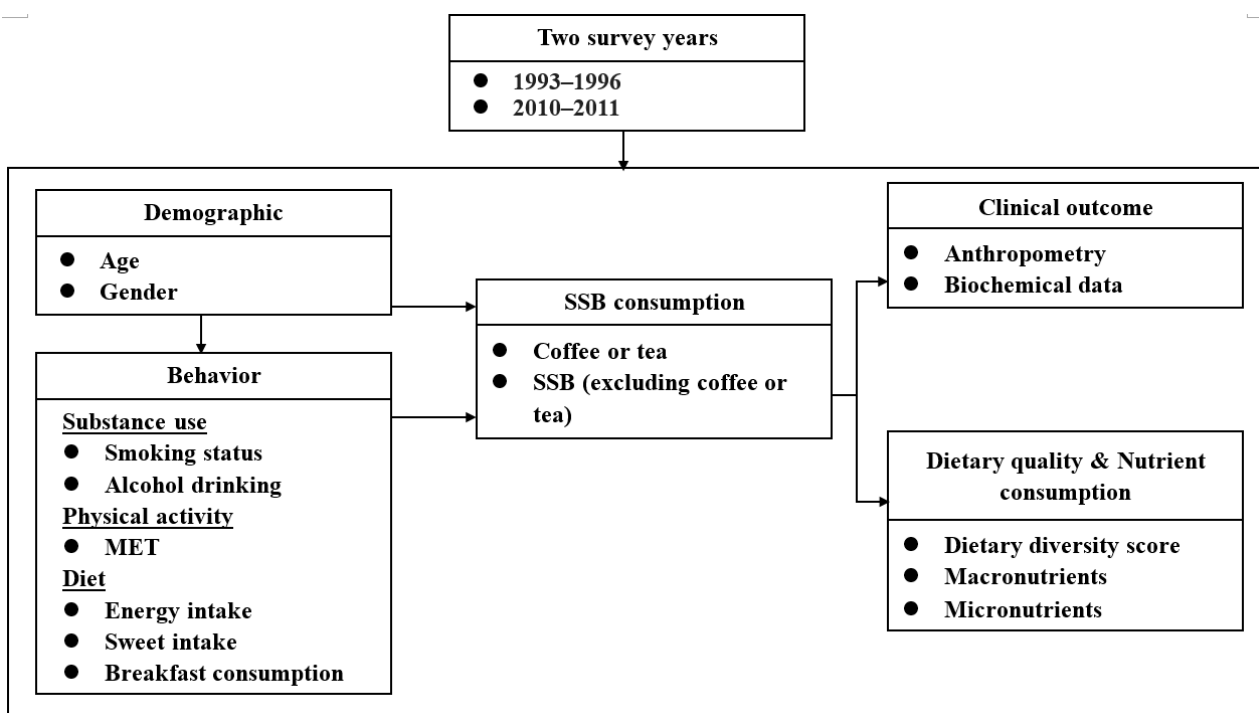 Two survey years
● 1993–1996
● 2010–2011
Demographic
● Age
● Gender
Behavior
Substance use
● Smoking status
● Alcohol drinking
Physical activity
● MET
Diet
● Energy intake
● Sweet intake
● Breakfast consumption
SSB consumption
● Coffee or tea
● SSB (excluding coffee or
tea)
Clinical outcome
● Anthropometry
● Biochemical data
Dietary quality & Nutrient
consumption
● Dietary diversity score
● Macronutrients
● Micronutrients